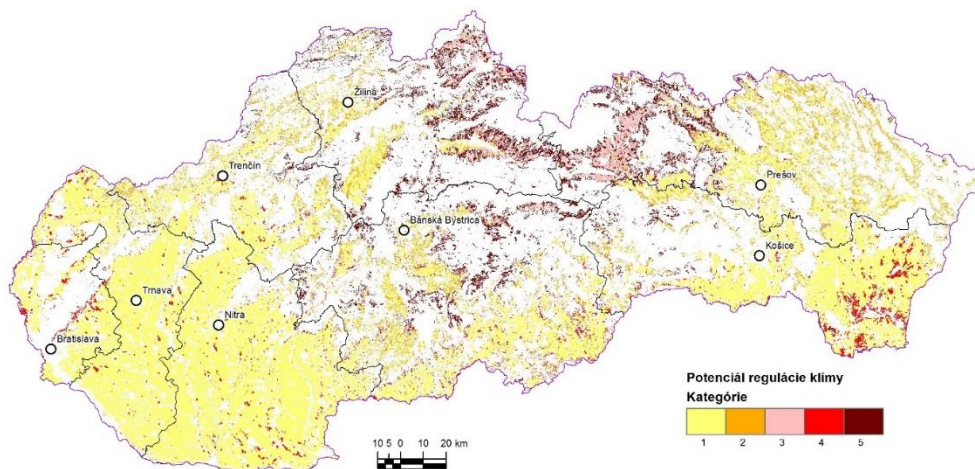 Žilina
Trenčín
Prešov
Banská Bystrica
Košice
Trnava
Nitra
Bratislava
Potenciál regulácie klímy
Kategórie
1 2 3 4 5
10 5 0 10 20 km